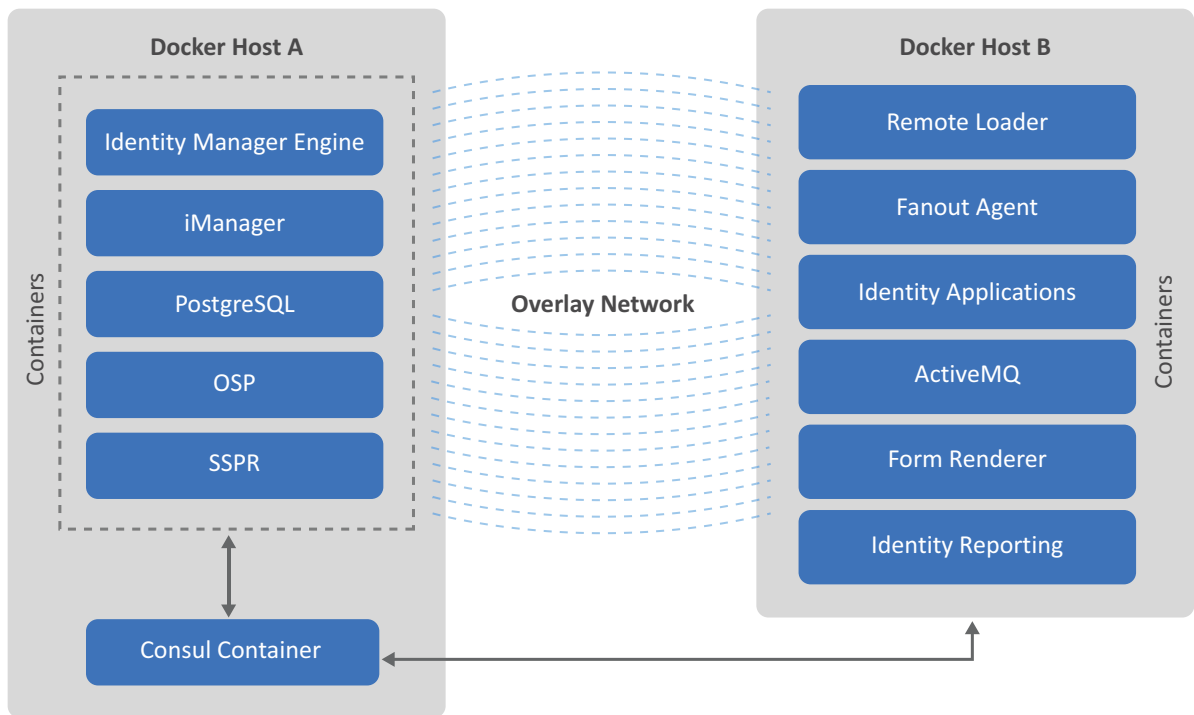 Docker Host A
Containers
Identity Manager Engine
iManager
PostgreSQL
OSP
SSPR
Consul Container
Overlay Network
Docker Host B
Remote Loader
Fanout Agent
Identity Applications
ActiveMQ
Form Renderer
Identity Reporting
Containers